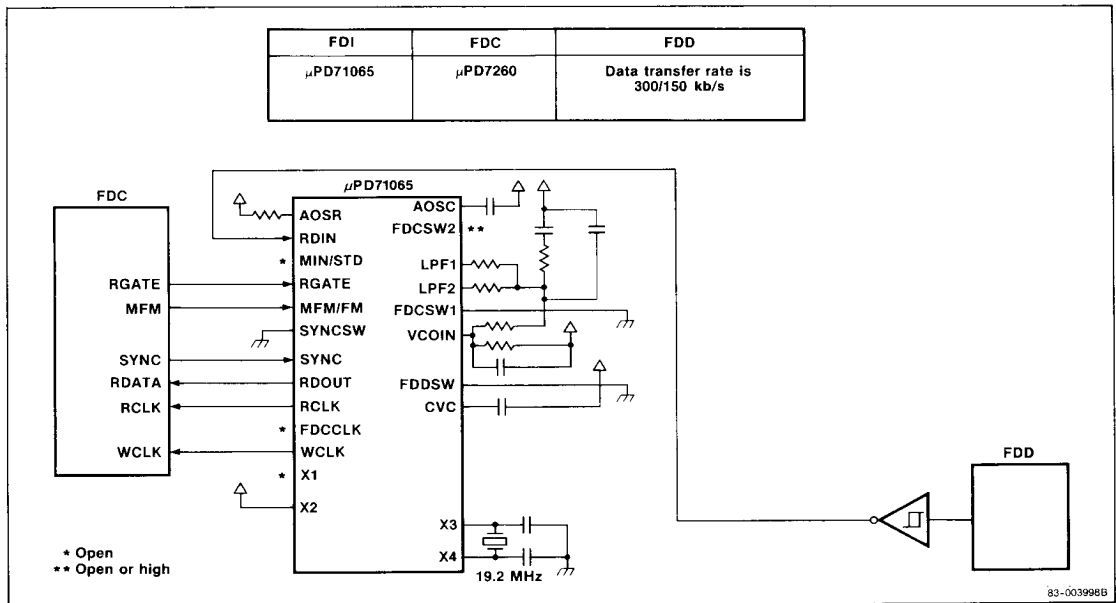 FDI FDC FDD
μPD71065 μPD7260 Data transfer rate is
300/150 kb/s
μPD71065
FDC
AOSR
RDIN
* MIN/STD
RGATE RGATE
MFM MFM/FM
SYNCSW
SYNC SYNC
RDATA RDOUT
RCLK RCLK
* FDCCLK
WCLK WCLK
* X1
X2
AOSC
FDCSW2 **
LPF1
LPF2
FDCSW1
VCOIN
FDDSW
CVC
X3
X4
19.2 MHz
FDD
* Open
** Open or high
83-003998B